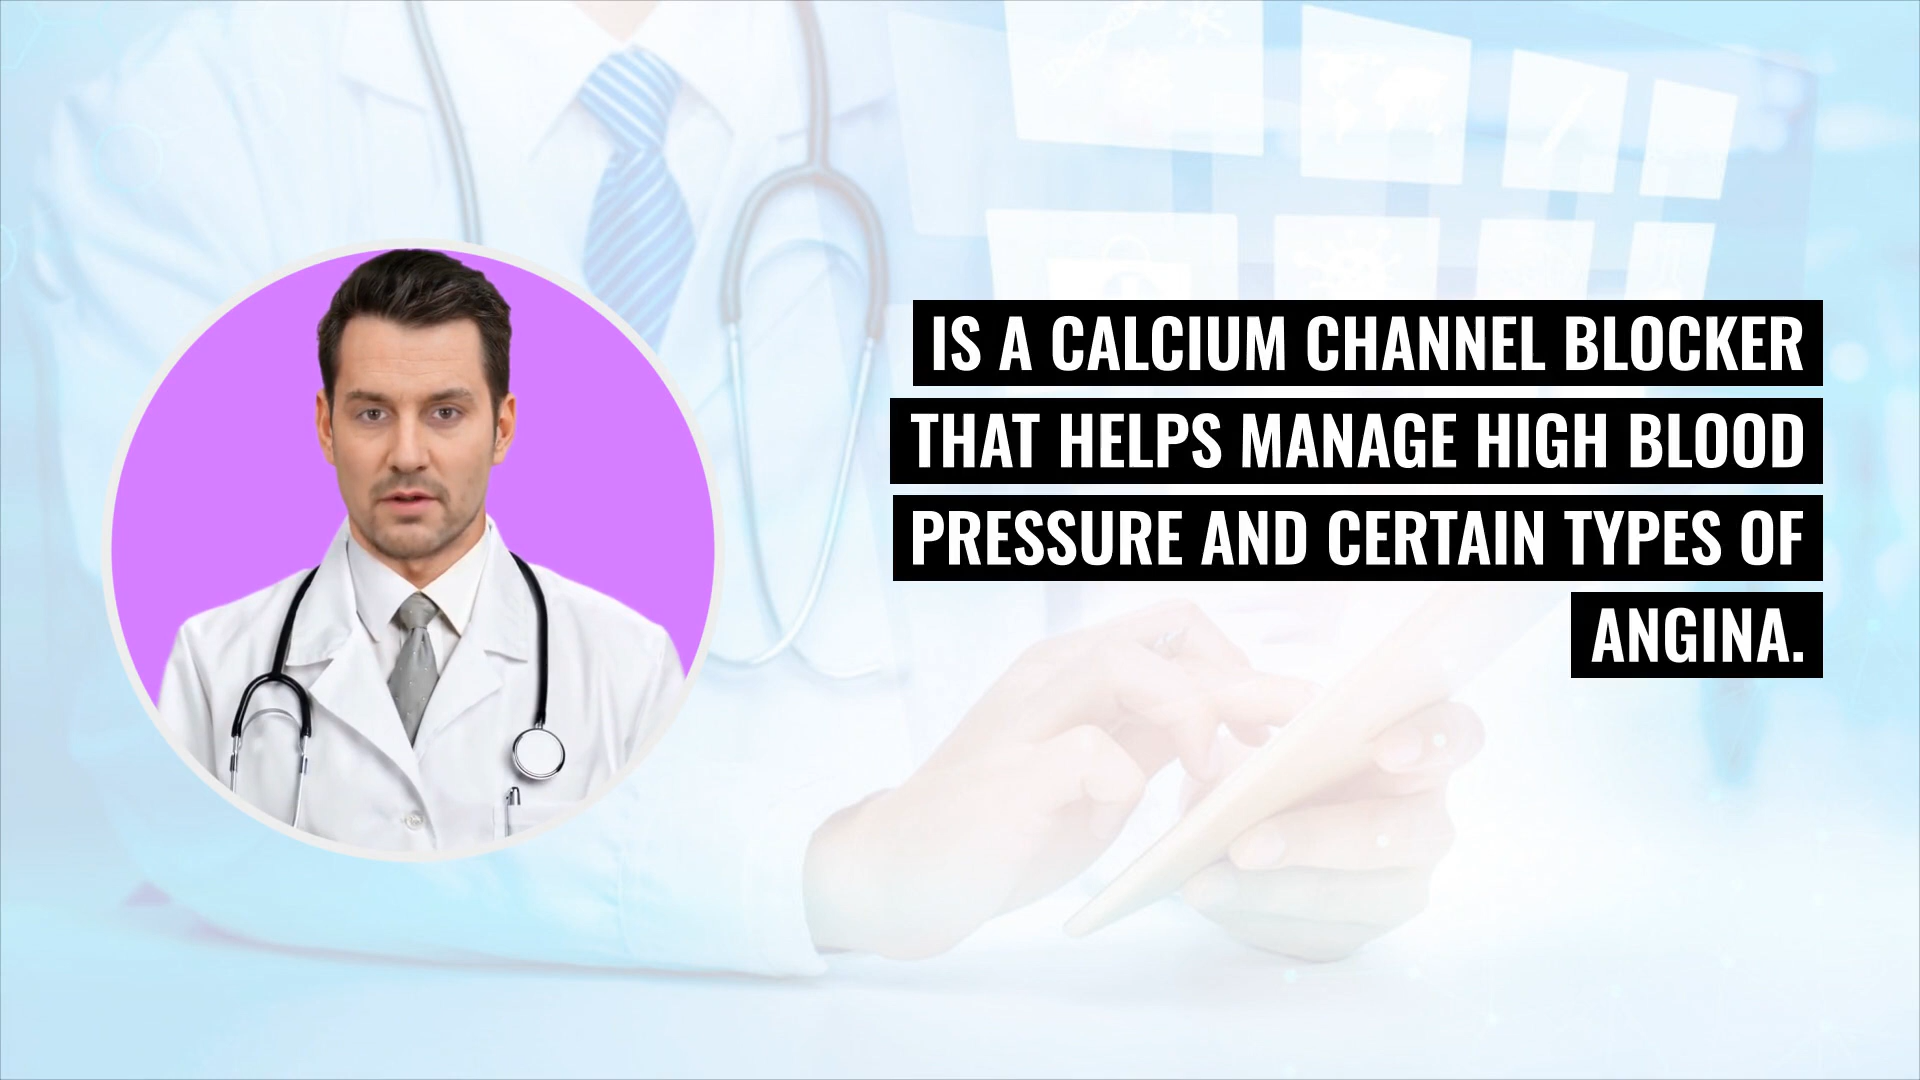 IS A CALCIUM CHANNEL BLOCKER
THAT HELPS MANAGE HIGH BLOOD
PRESSURE AND CERTAIN TYPES OF
ANGINA.